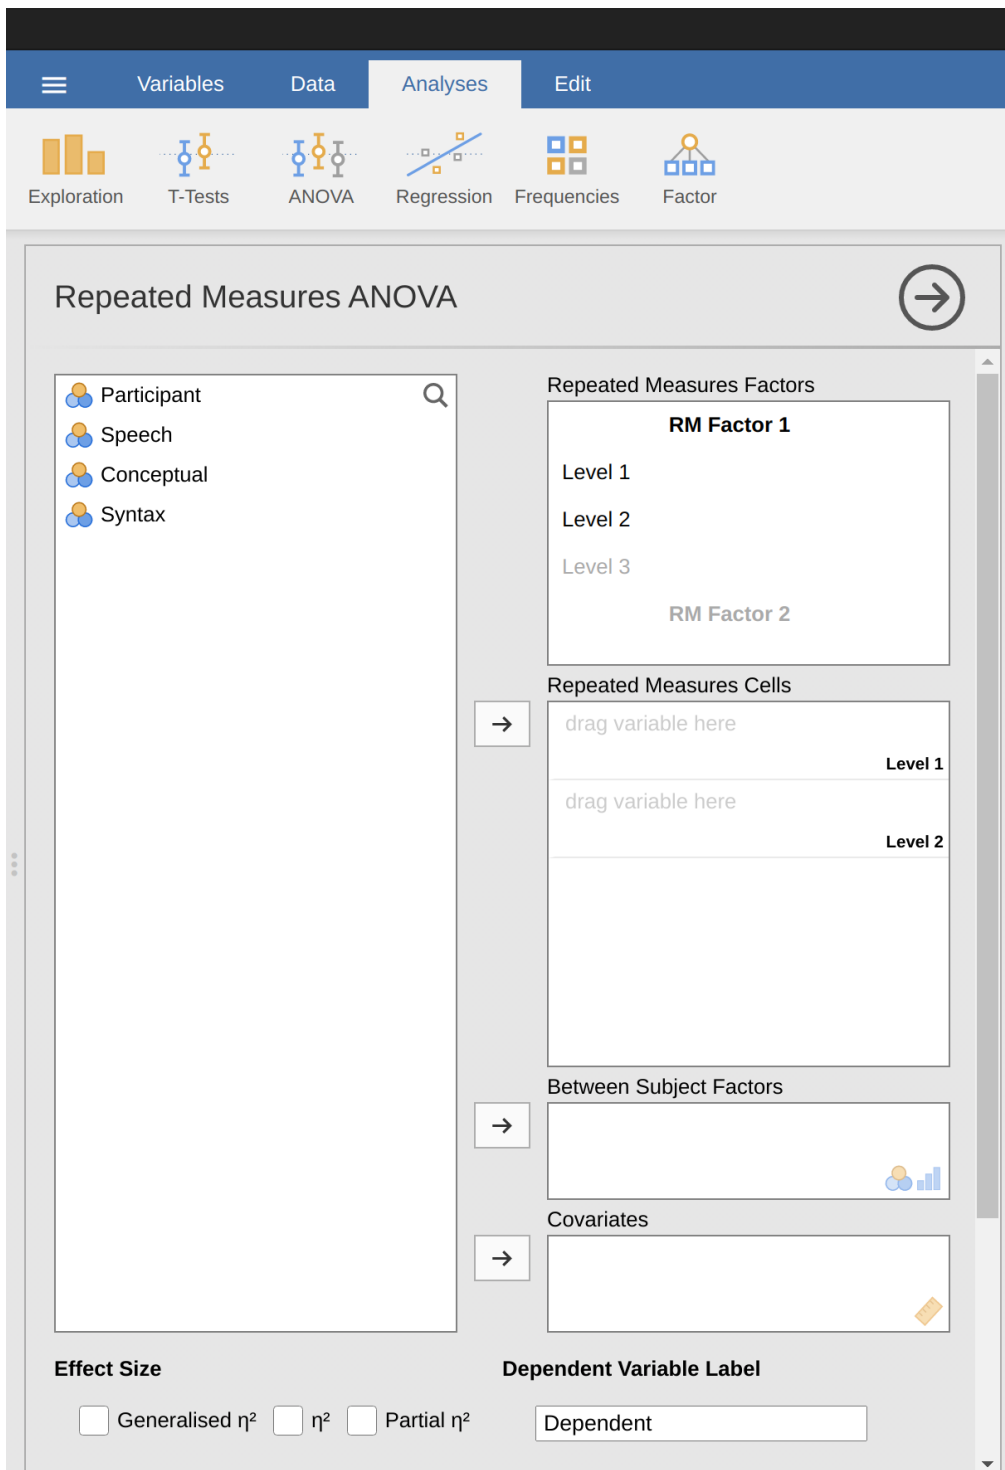 Variables Data Analyses Edit
Exploration T-Tests ANOVA Regression Frequencies Factor
Repeated Measures ANOVA
Participant
Speech
Conceptual
Syntax
Repeated Measures Factors
RM Factor 1
Level 1
Level 2
Level 3
RM Factor 2
Repeated Measures Cells
drag variable here
Level 1
drag variable here
Level 2
Between Subject Factors
Covariates
Effect Size
Generalised η² η² Partial η²
Dependent Variable Label
Dependent